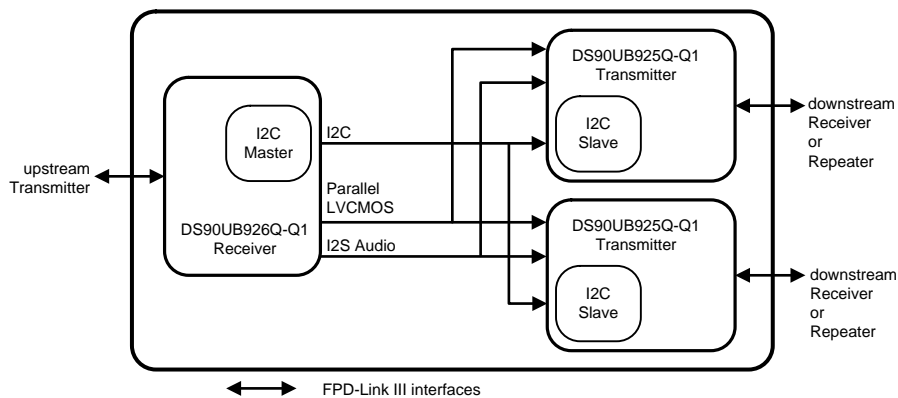 upstream
Transmitter
I2C
Master
DS90UB926Q-Q1
Receiver
I2C
Parallel
LVCMOS
I2S Audio
DS90UB925Q-Q1
Transmitter
I2C
Slave
downstream
Receiver
or
Repeater
DS90UB925Q-Q1
Transmitter
I2C
Slave
downstream
Receiver
or
Repeater
FPD-Link III interfaces